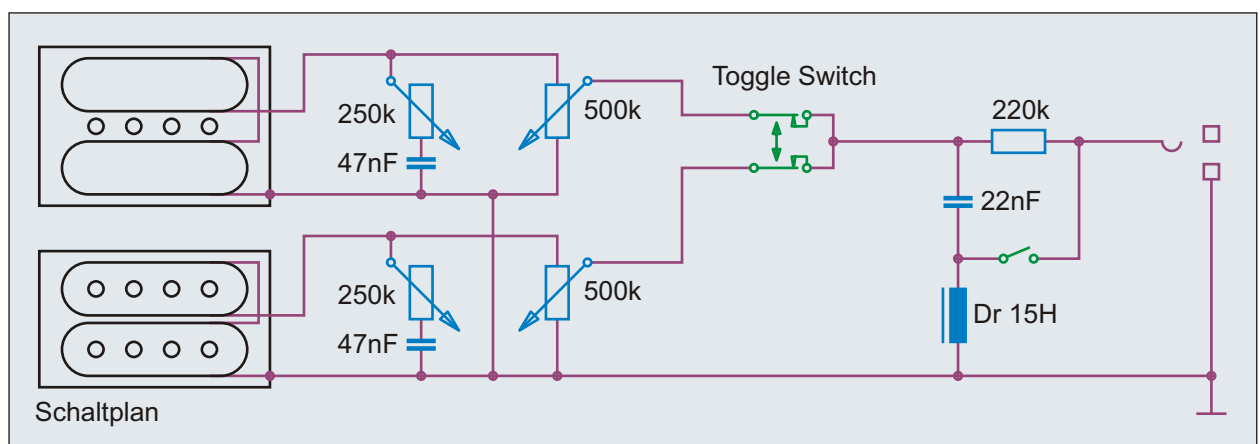 Toggle Switch
250k
500k
220k
47nF
22nF
250k
500k
Dr 15H
47nF
Schaltplan